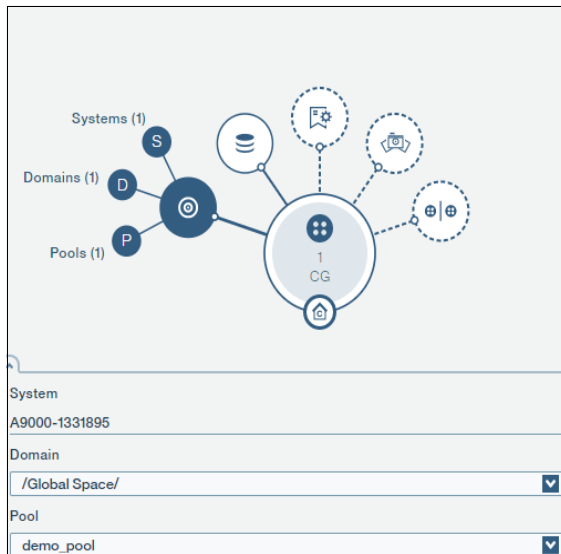 Systems (1)
S
Domains (1)
D
P
Pools (1)
1
CG
C
System
A9000-1331895
Domain
/Global Space/
Pool
demo_pool